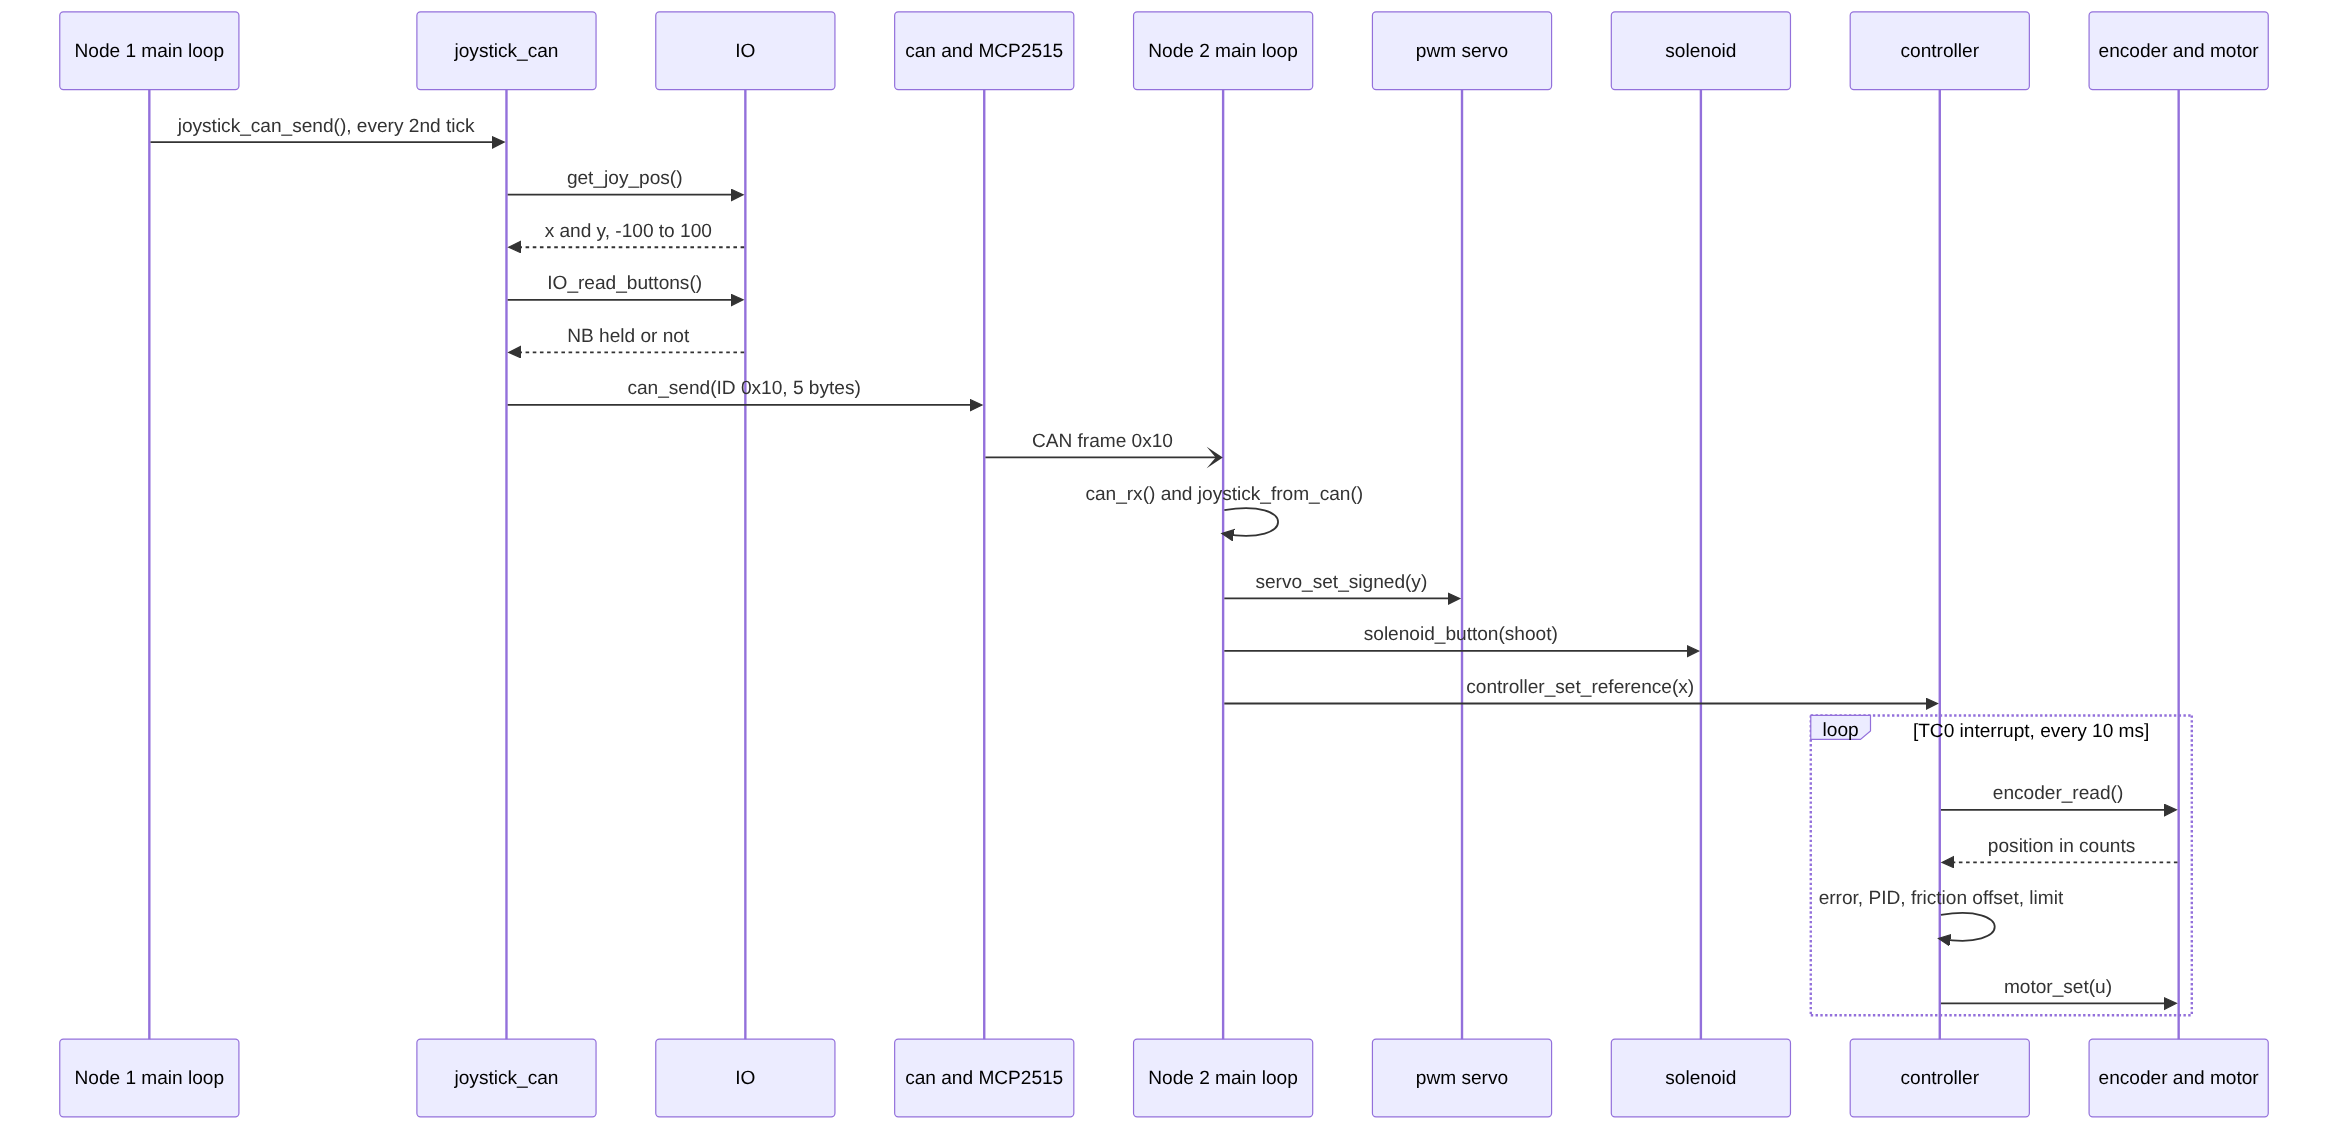 Node 1 main loop
joystick_can
IO
can and MCP2515
Node 2 main loop
pwm servo
solenoid
controller
encoder and motor
joystick_can_send(), every 2nd tick
get_joy_pos()
x and y, -100 to 100
IO_read_buttons()
NB held or not
can_send(ID 0x10, 5 bytes)
CAN frame 0x10
can_rx() and joystick_from_can()
servo_set_signed(y)
solenoid_button(shoot)
controller_set_reference(x)
loop
[TC0 interrupt, every 10 ms]
encoder_read()
position in counts
error, PID, friction offset, limit
motor_set(u)
Node 1 main loop
joystick_can
IO
can and MCP2515
Node 2 main loop
pwm servo
solenoid
controller
encoder and motor